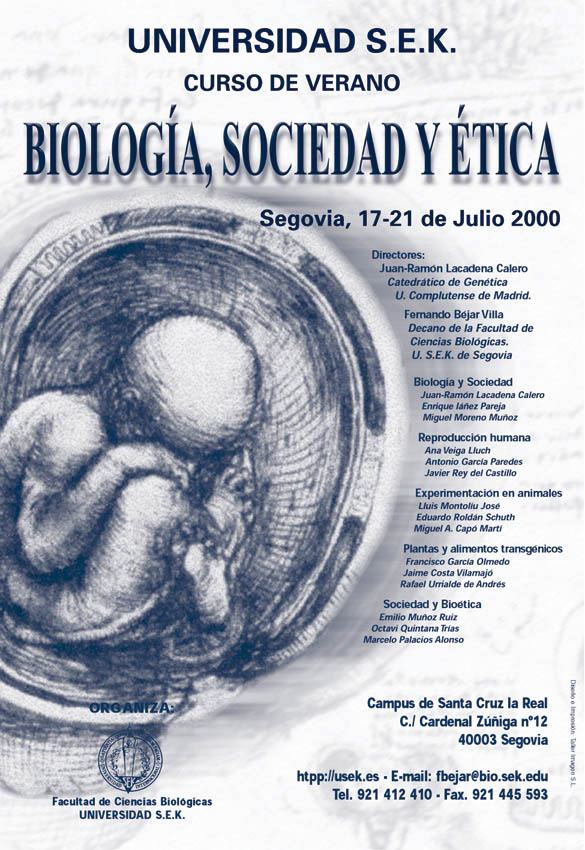 UNIVERSIDAD S.E.K.
CURSO DE VERANO
BIOLOGÍA, SOCIEDAD Y ÉTICA
Segovia, 17-21 de Julio 2000
Directores:
Juan-Ramón Lacadena Calero
Catedrático de Genética
U. Complutense de Madrid.
Fernando Béjar Villa
Decano de la Facultad de
Ciencias Biológicas.
U. S.E.K. de Segovia
Biología y Sociedad
Juan-Ramón Lacadena Calero
Enrique Iáñez Pareja
Miguel Moreno Muñoz
Reproducción humana
Ana Veiga Lluch
Antonio García Paredes
Javier Rey del Castillo
Experimentación en animales
Lluis Montoliu José
Eduardo Roldán Schuth
Miguel A. Capó Martí
Plantas y alimentos transgénicos
Francisco García Olmedo
Jaime Costa Vilamajó
Rafael Urrialde de Andrés
Sociedad y Bioética
Emilio Muñoz Ruiz
Octavi Quintana Trías
Marcelo Palacios Alonso
ORGANIZA:
Facultad de Ciencias Biológicas
UNIVERSIDAD S.E.K.
Campus de Santa Cruz la Real
C./ Cardenal Zúñiga nº12
40003 Segovia
htpp://usek.es - E-mail: fbejar@bio.sek.edu
Tel. 921 412 410 - Fax. 921 445 593
Diseño e Impresión: Taller Imagen S.L.